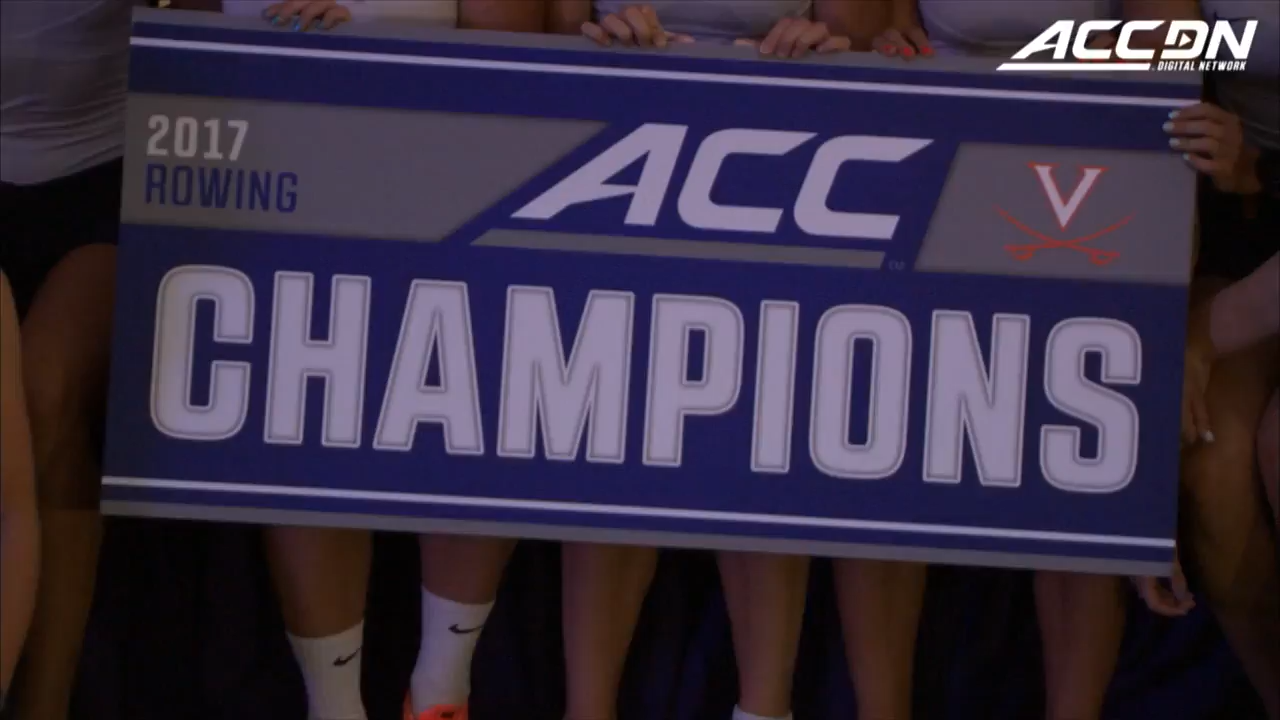 ACCDN
DIGITAL NETWORK
2017
ROWING
ACC
V
CHAMPIONS